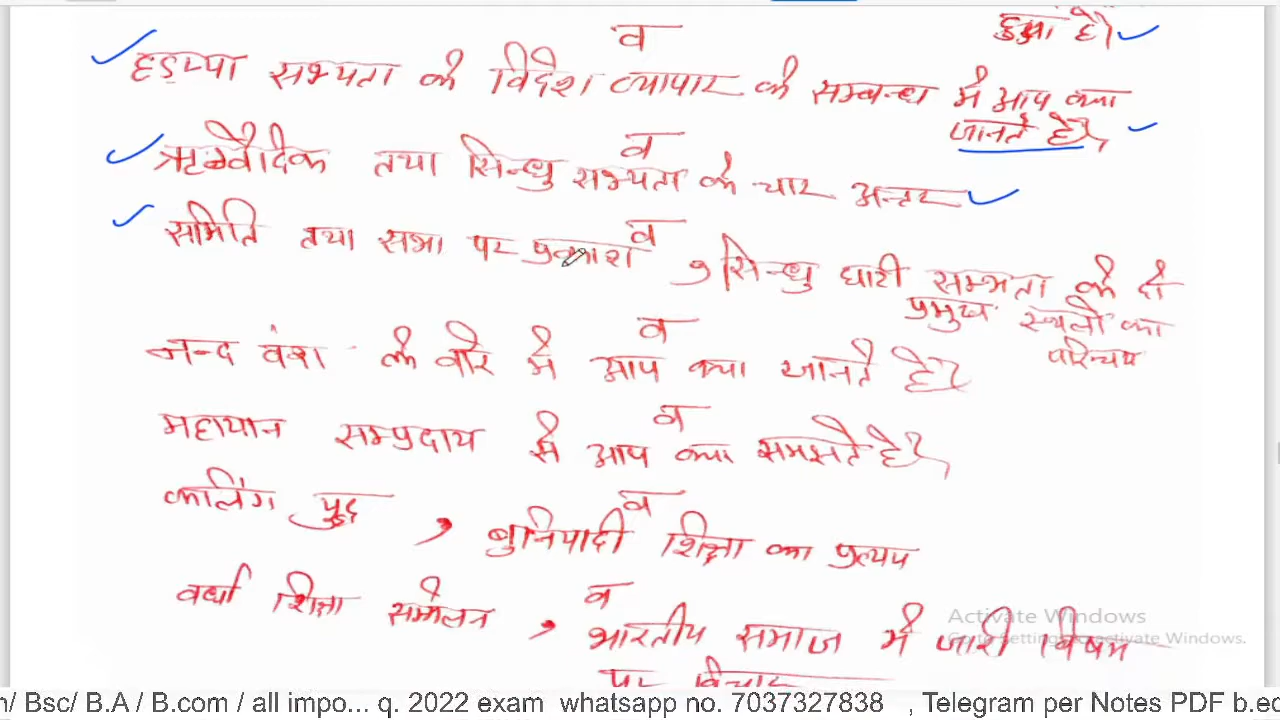 हुआ है।
व
हड़प्पा सभ्यता के विदेश व्यापार के सम्बन्ध में आप क्या
जानते है?
व
ऋग्वैदिक तथा सिन्धु सभ्यता के चार अन्तर
व
समिति तथा सभा पर प्रकाश , सिन्धु घाटी सभ्यता के दो
प्रमुख स्थलों का
परिचय
व
नन्द वंश के बारे में आप क्या जानते है?
व
महायान सम्प्रदाय से आप क्या समझते है?
व
कलिंग युद्ध , बुनियादी शिक्षा का प्रत्यय
व
वर्धा शिक्षा सम्मेलन , भारतीय समाज में जारी विषम
पर विचार
Activate Windows
Go to Settings to activate Windows.
/ Bsc/ B.A / B.com / all impo... q. 2022 exam whatsapp no. 7037327838 , Telegram per Notes PDF b.ed